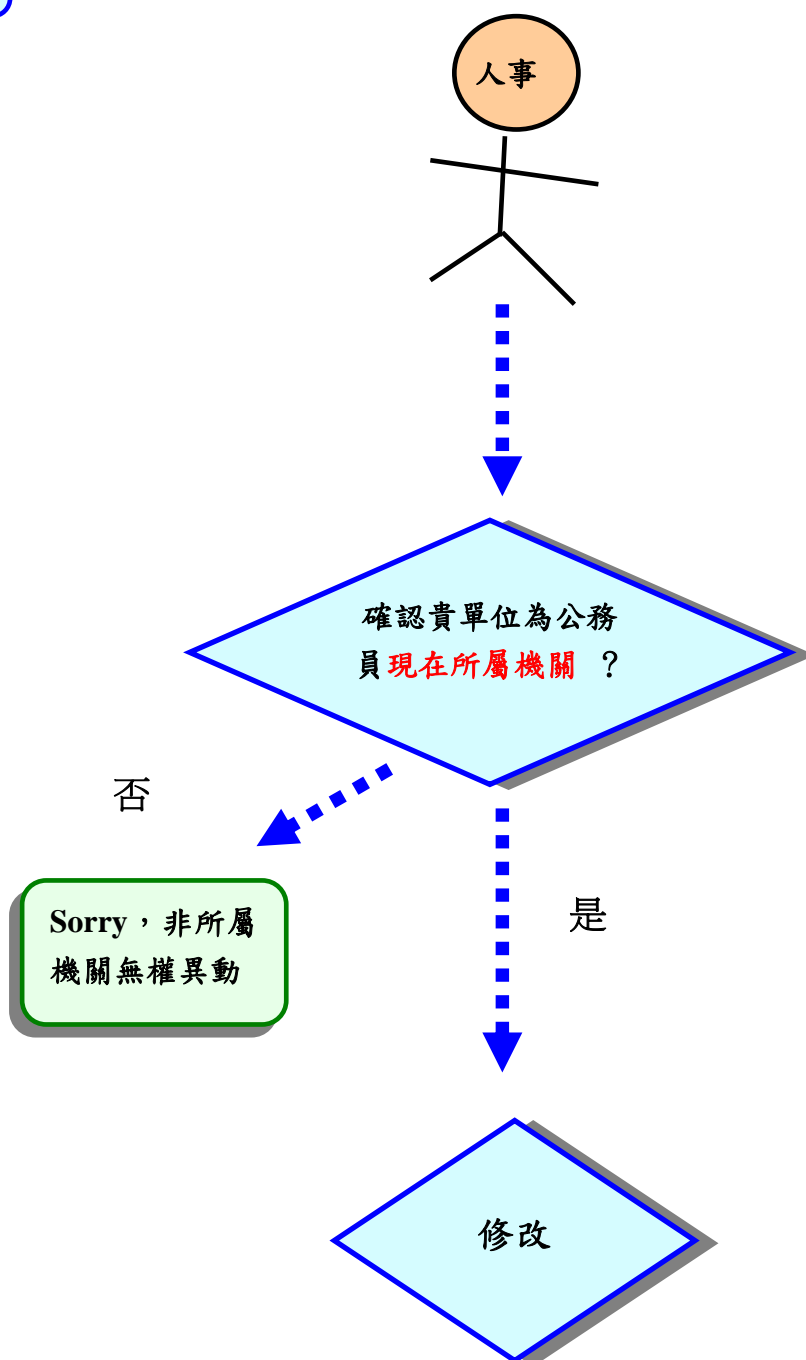 人事
確認貴單位為公務
員現在所屬機關 ？
否
是
Sorry，非所屬
機關無權異動
修改